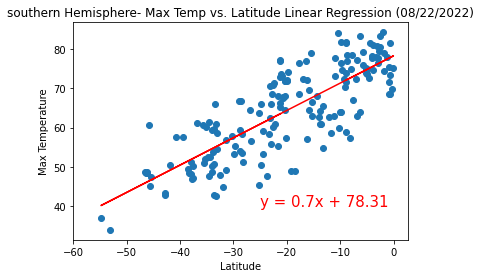 southern Hemisphere- Max Temp vs. Latitude Linear Regression (08/22/2022)
Max Temperature
80
70
60
50
40
y = 0.7x + 78.31
−60 −50 −40 −30 −20 −10 0
Latitude